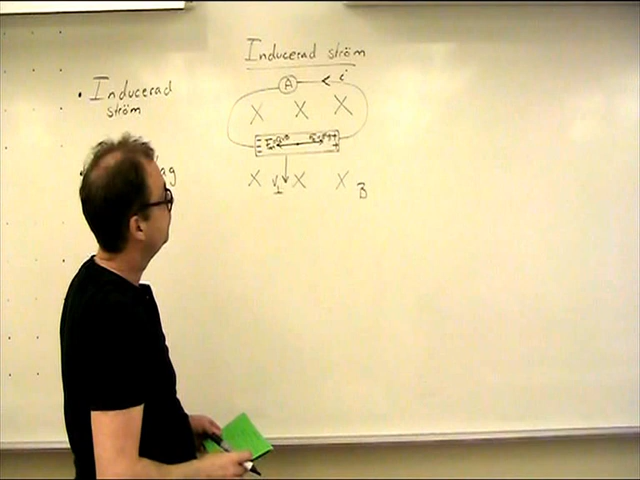 Inducerad ström
• Inducerad
ström
A
i
X X X
X X X
v⊥
B